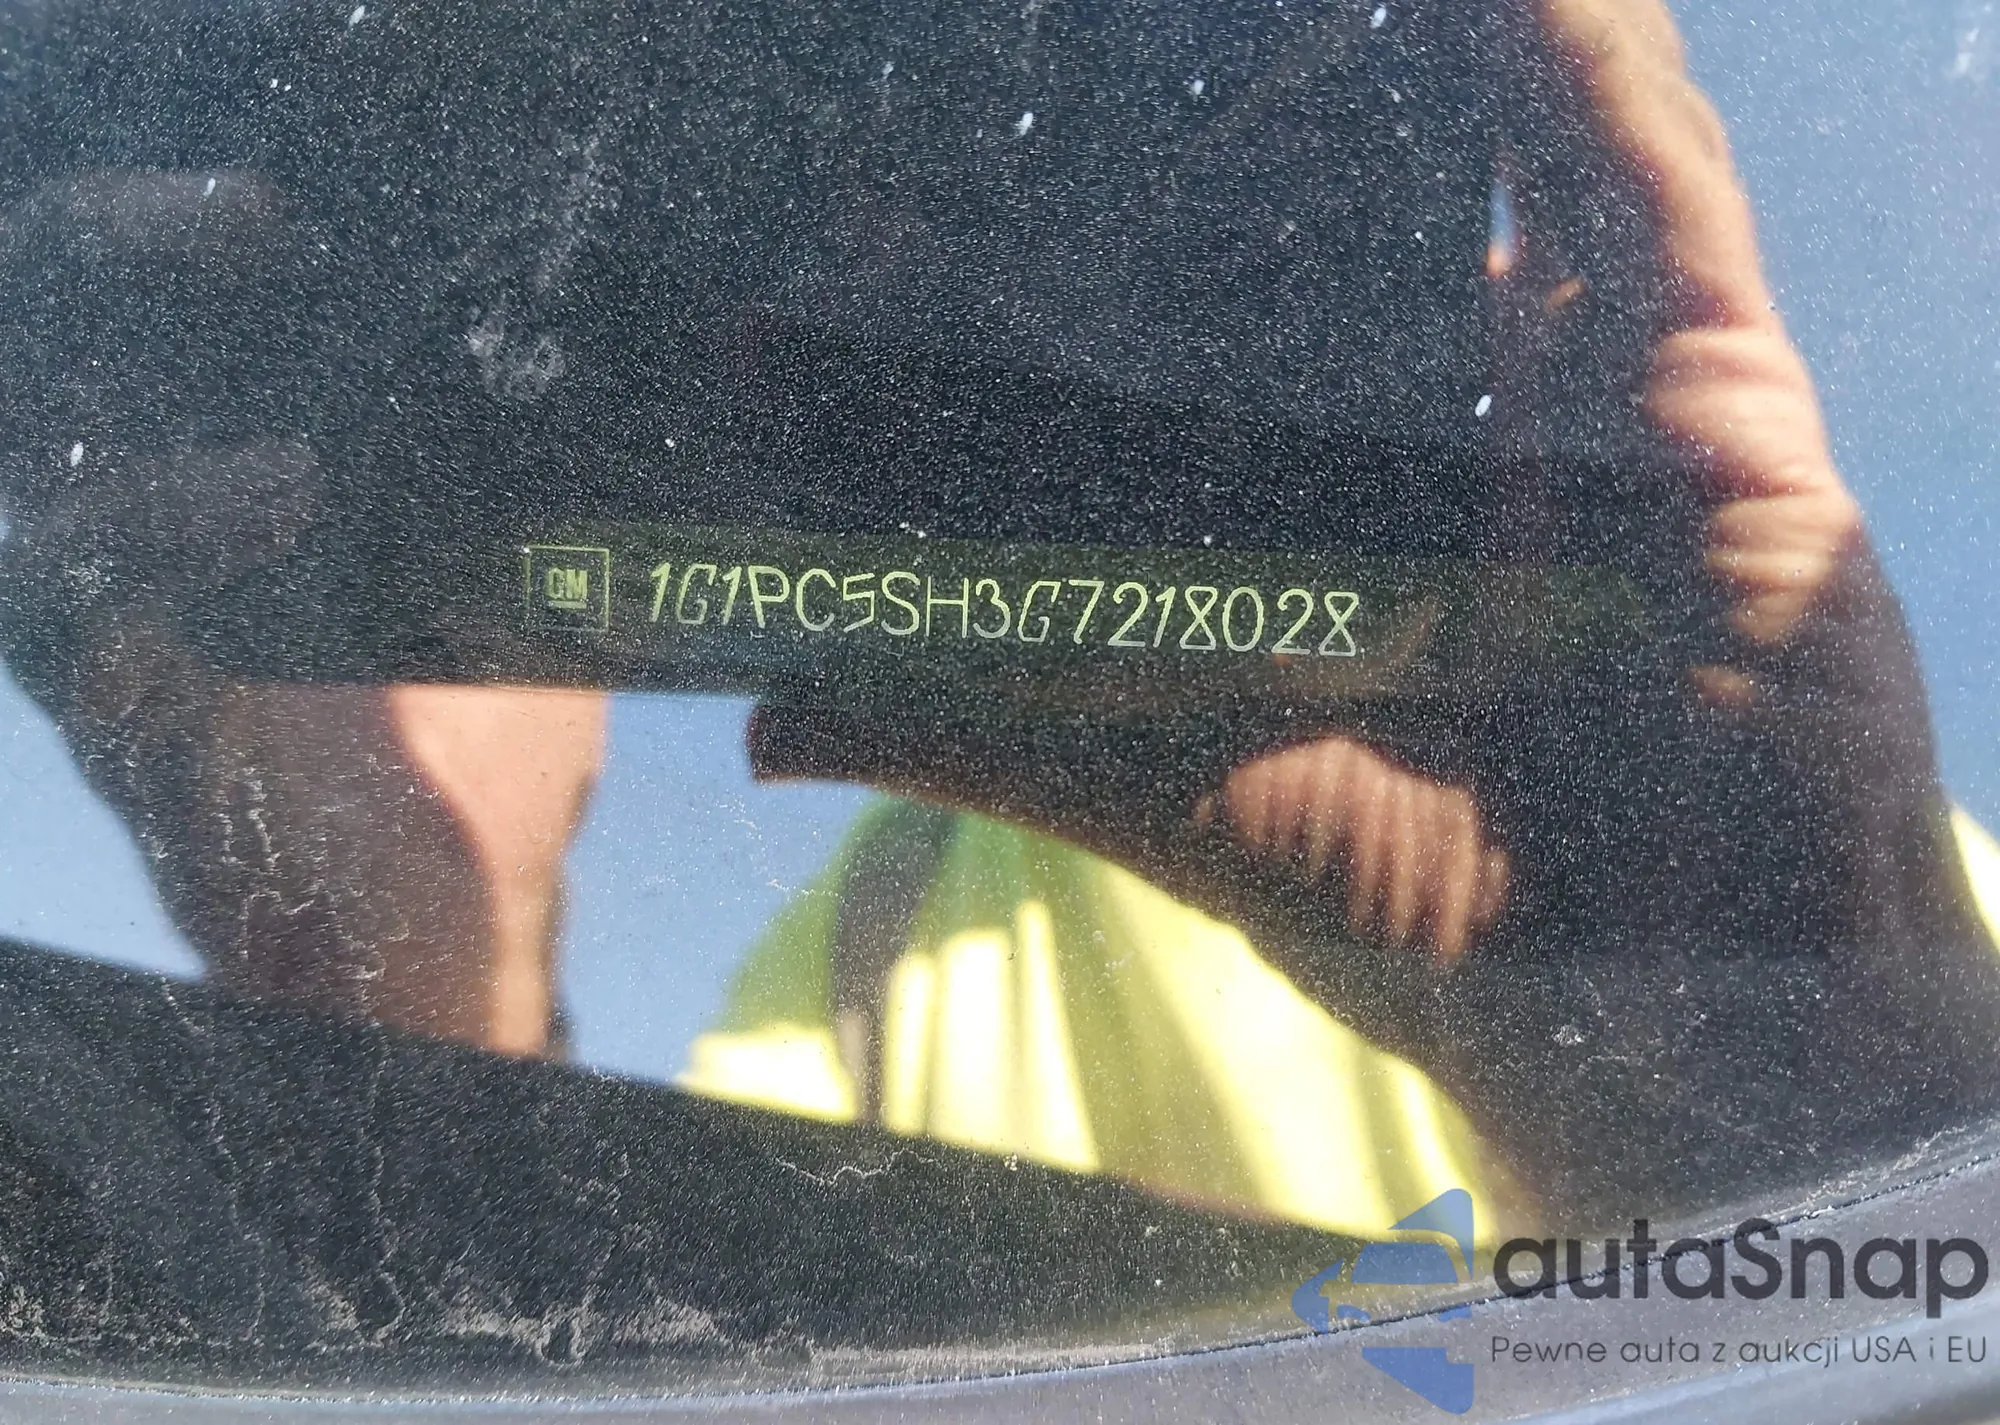 GM 1G1PC5SH3G7218028
autaSnap
Pewne auta z aukcji USA i EU